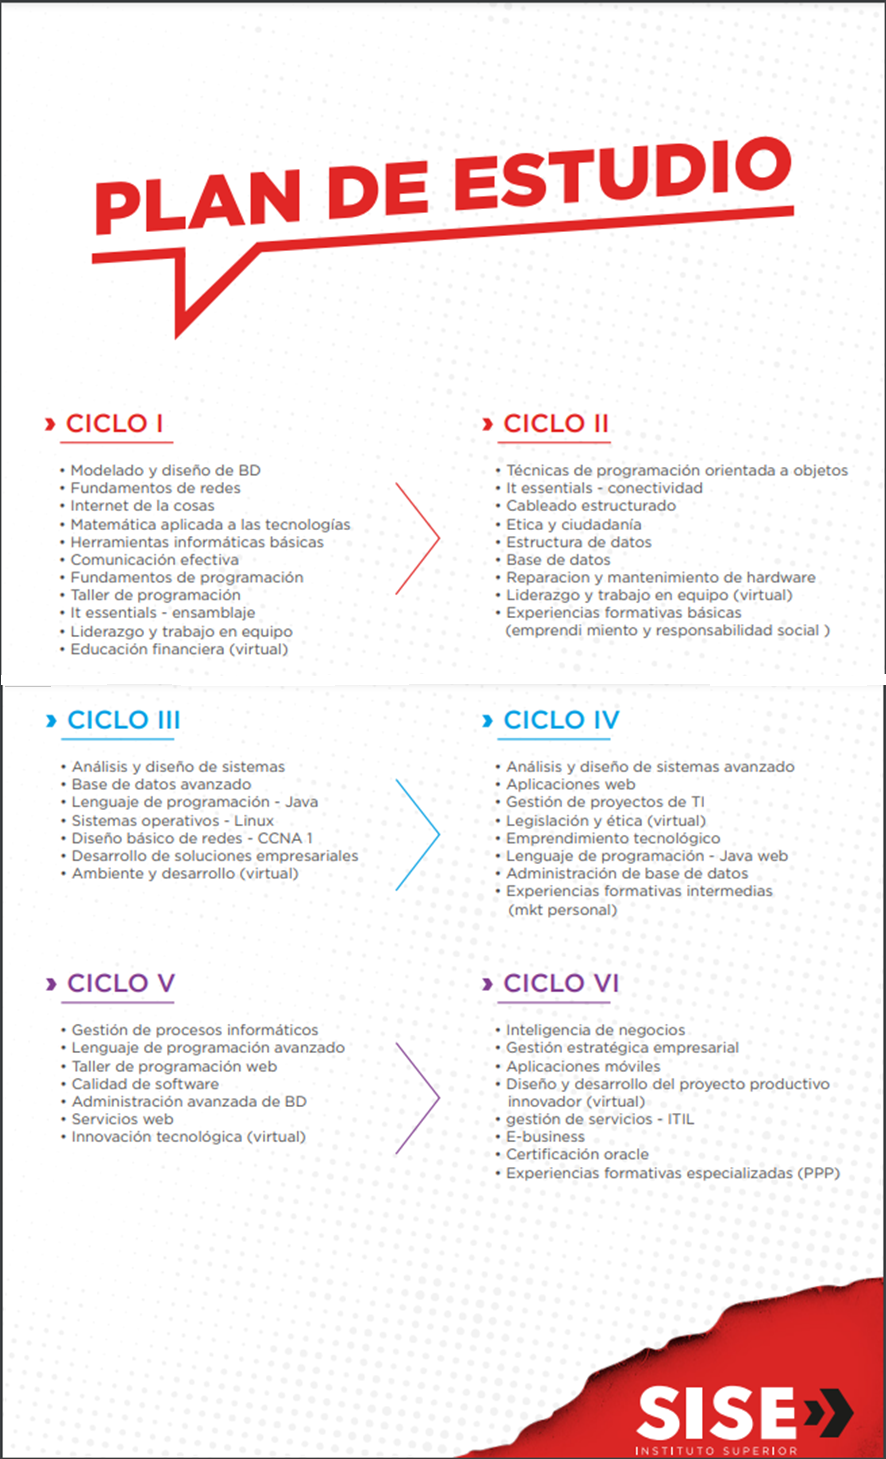 PLAN DE ESTUDIO
CICLO I
• Modelado y diseño de BD
• Fundamentos de redes
• Internet de la cosas
• Matemática aplicada a las tecnologías
• Herramientas informáticas básicas
• Comunicación efectiva
• Fundamentos de programación
• Taller de programación
• It essentials - ensamblaje
• Liderazgo y trabajo en equipo
• Educación financiera (virtual)
CICLO II
• Técnicas de programación orientada a objetos
• It essentials - conectividad
• Cableado estructurado
• Etica y ciudadanía
• Estructura de datos
• Base de datos
• Reparacion y mantenimiento de hardware
• Liderazgo y trabajo en equipo (virtual)
• Experiencias formativas básicas
(emprendi miento y responsabilidad social )
CICLO III
• Análisis y diseño de sistemas
• Base de datos avanzado
• Lenguaje de programación - Java
• Sistemas operativos - Linux
• Diseño básico de redes - CCNA 1
• Desarrollo de soluciones empresariales
• Ambiente y desarrollo (virtual)
CICLO IV
• Análisis y diseño de sistemas avanzado
• Aplicaciones web
• Gestión de proyectos de TI
• Legislación y ética (virtual)
• Emprendimiento tecnológico
• Lenguaje de programación - Java web
• Administración de base de datos
• Experiencias formativas intermedias
(mkt personal)
CICLO V
• Gestión de procesos informáticos
• Lenguaje de programación avanzado
• Taller de programación web
• Calidad de software
• Administración avanzada de BD
• Servicios web
• Innovación tecnológica (virtual)
CICLO VI
• Inteligencia de negocios
• Gestión estratégica empresarial
• Aplicaciones móviles
• Diseño y desarrollo del proyecto productivo
innovador (virtual)
• gestión de servicios - ITIL
• E-business
• Certificación oracle
• Experiencias formativas especializadas (PPP)
SISE
INSTITUTO SUPERIOR